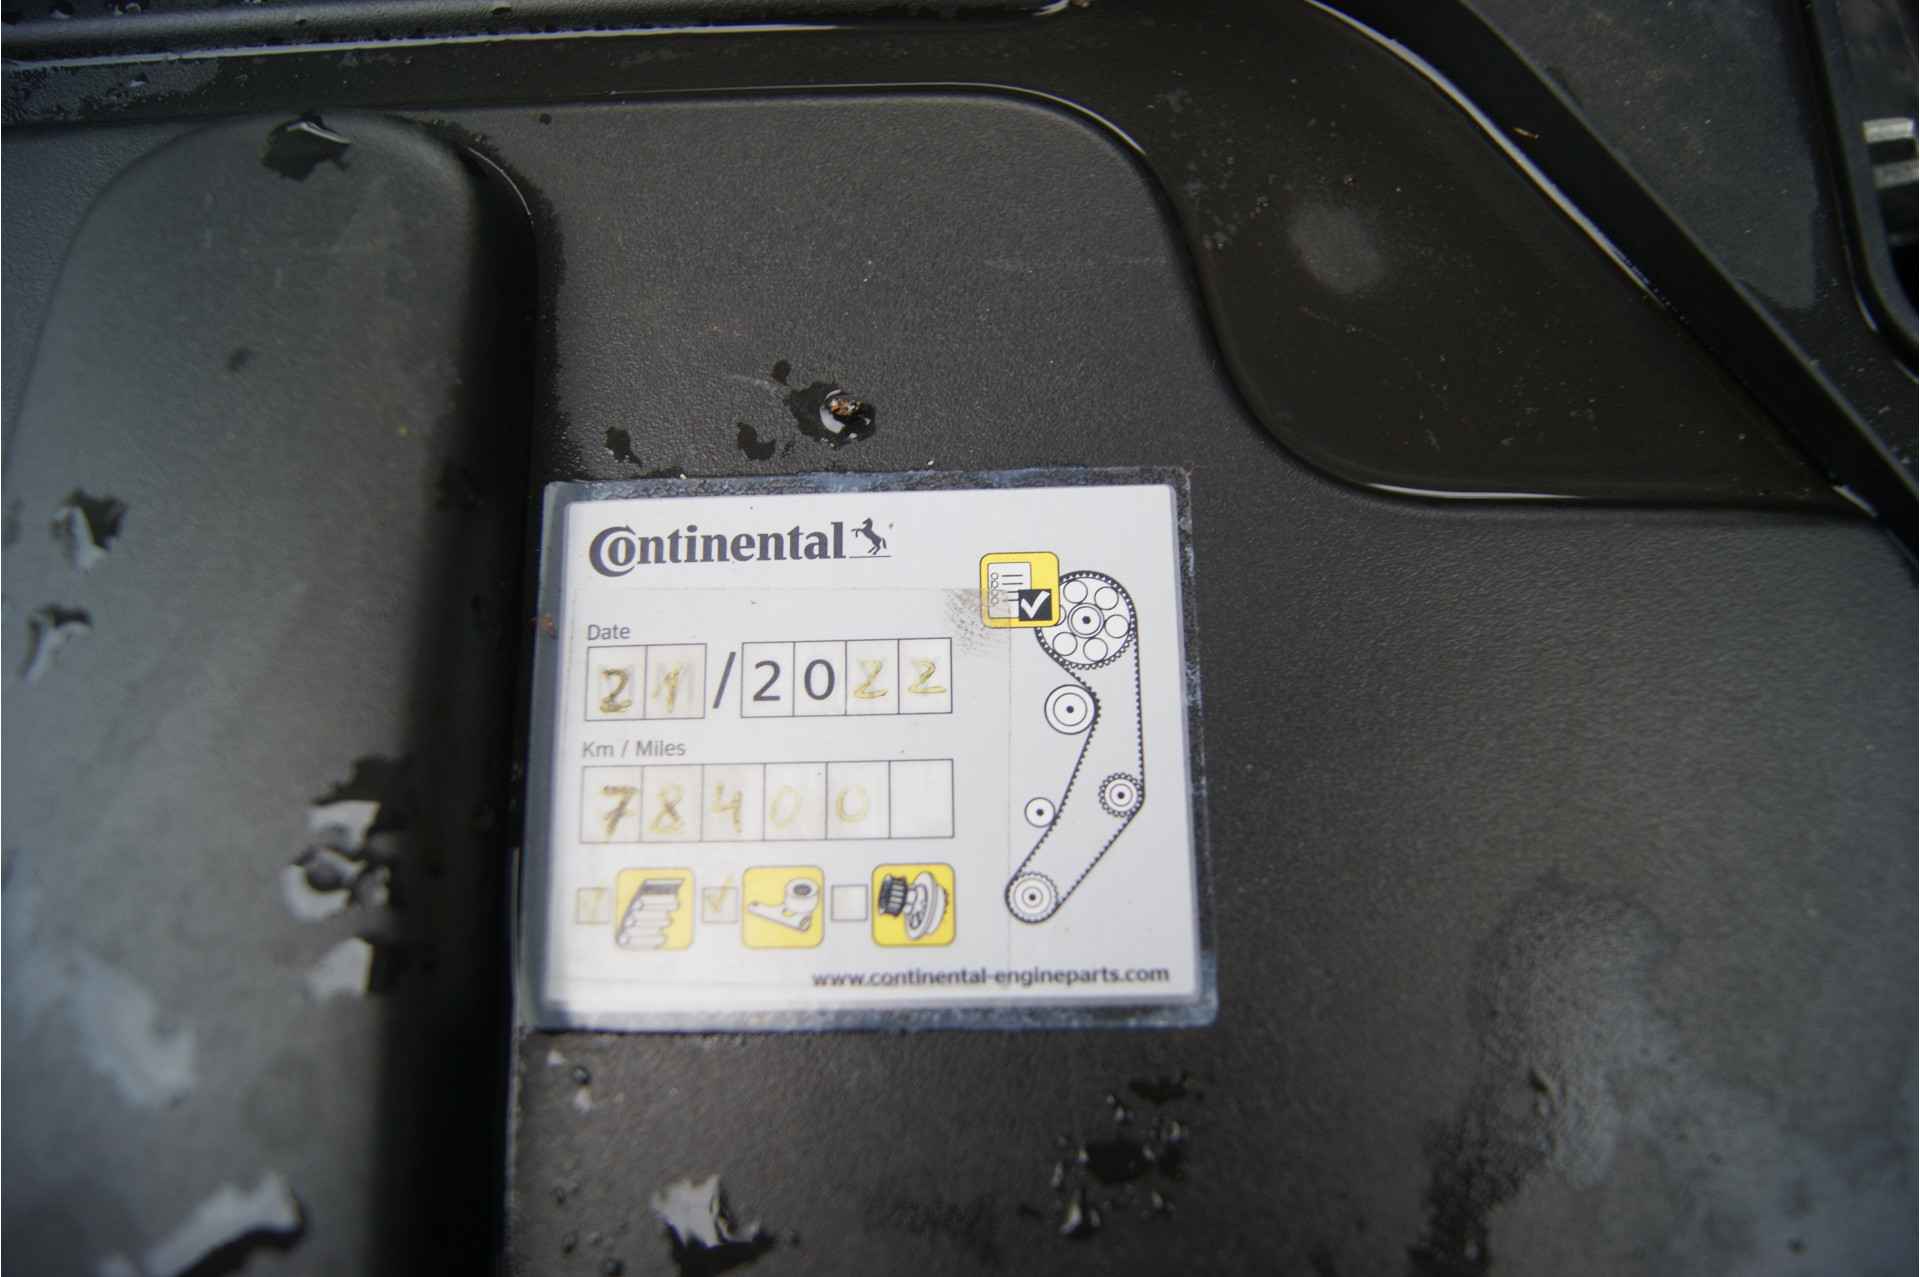 Continental
Date
21/2022
Km / Miles
78400
www.continental-engineparts.com